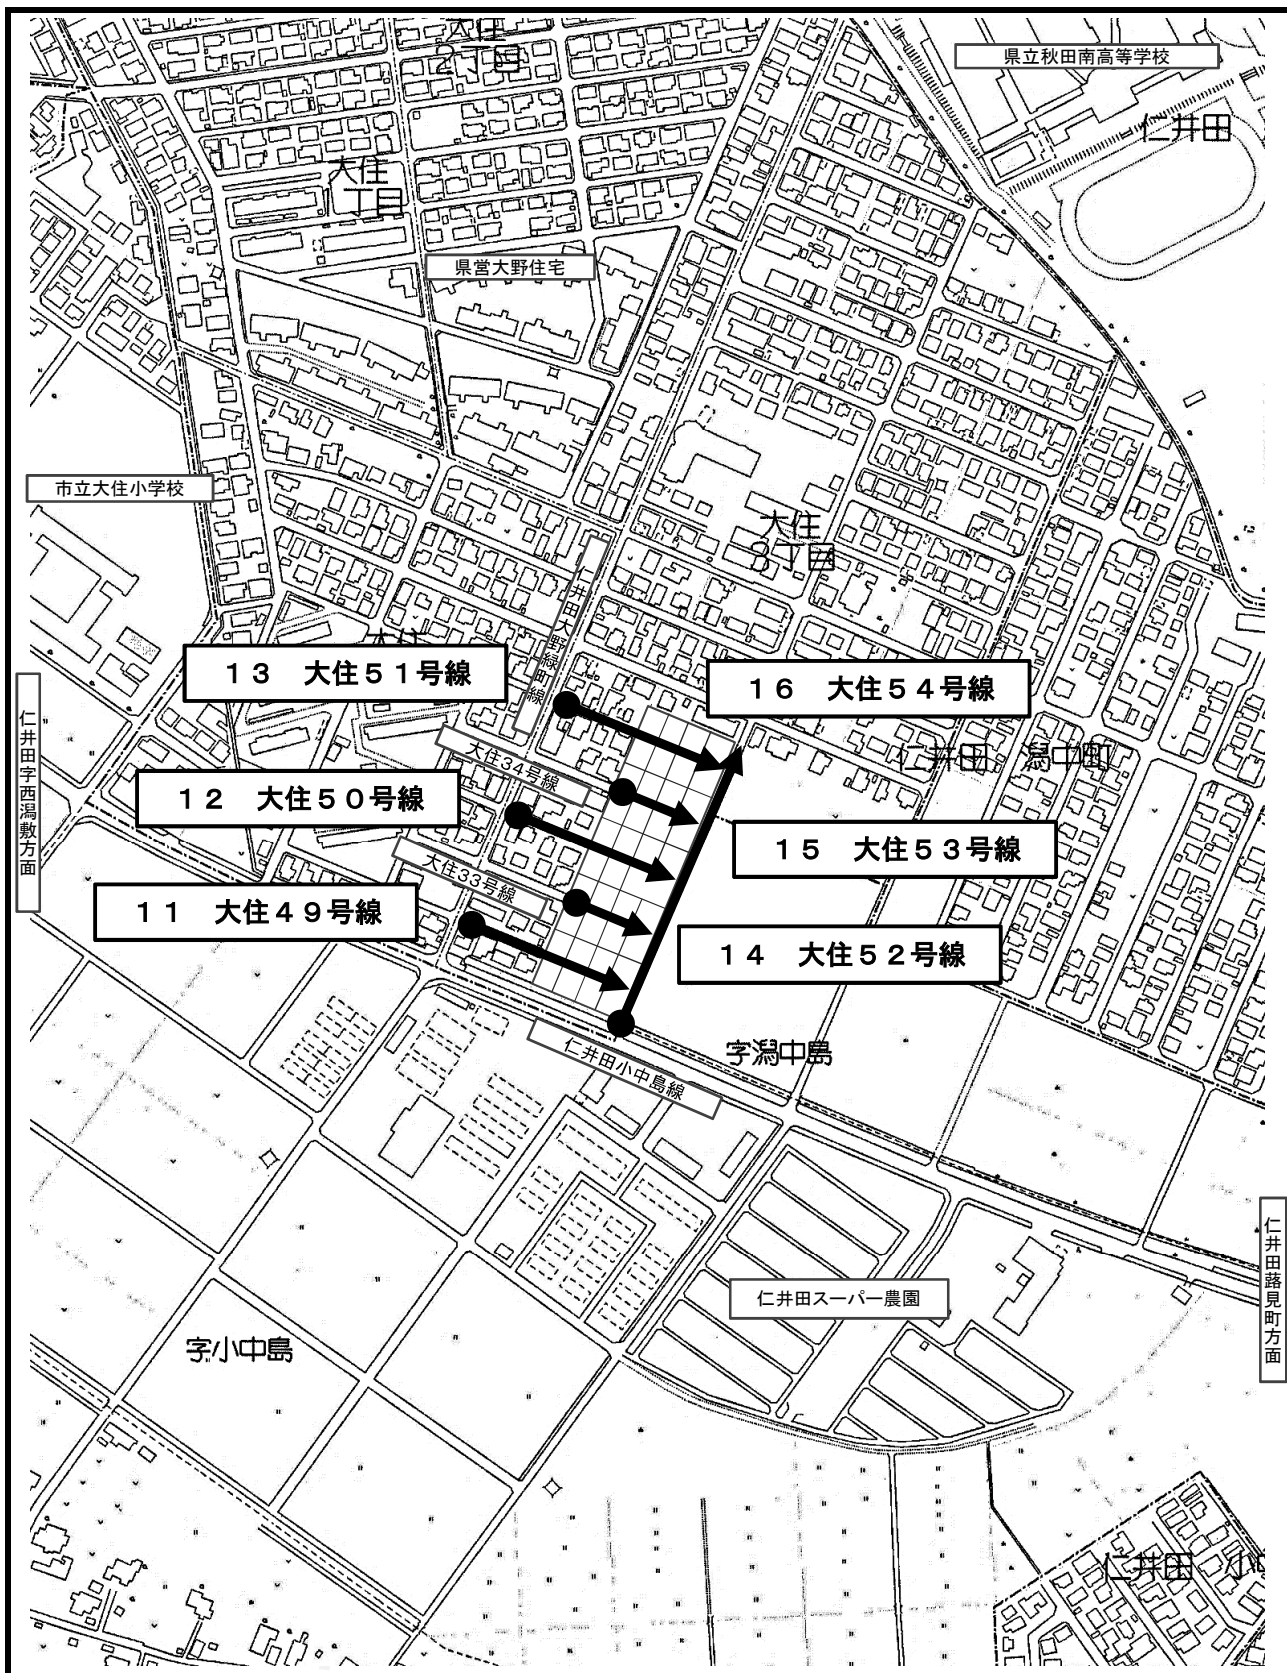 大住
2丁目
県立秋田南高等学校
仁井田
大住
1丁目
県営大野住宅
市立大住小学校
大住
3丁目
井田大野緑町線
大住
13 大住51号線
16 大住54号線
仁井田字西潟敷方面
大住34号線
仁井田 潟中町
12 大住50号線
15 大住53号線
大住33号線
11 大住49号線
14 大住52号線
字潟中島
仁井田小中島線
仁井田蕗見町方面
仁井田スーパー農園
字小中島
仁井田 小中